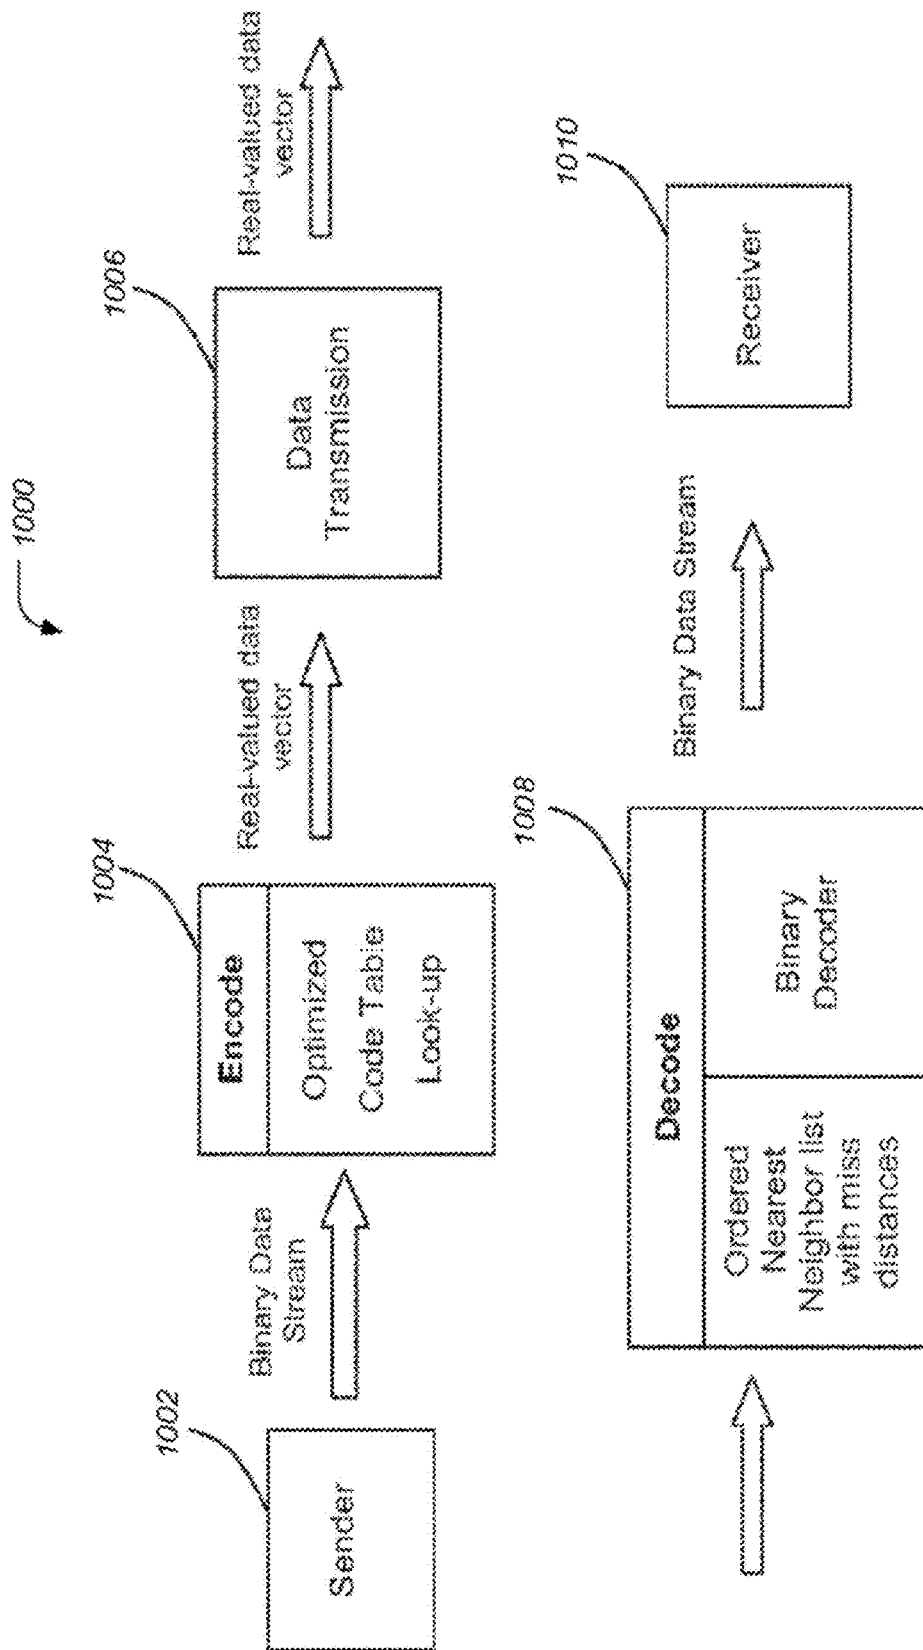 1000
1002
Sender
Binary Date
Stream
1004
Encode
Optimized
Code Table
Look-up
Real-valued data
vector
1006
Data
Transmission
Real-valued data
vector
1008
Decode
Ordered
Nearest
Neighbor list
with miss
distances
Binary
Decoder
Binary Data Stream
1010
Receiver